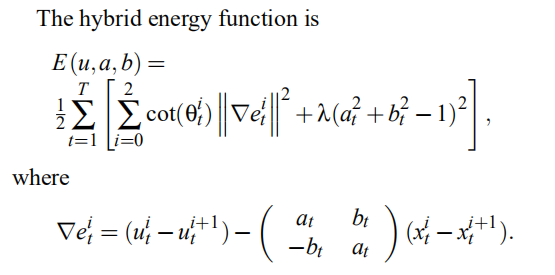 The hybrid energy function is
E(u,a,b) =
½ ∑_{t=1}^{T} [ ∑_{i=0}^{2} cot(θ_t^i) ‖∇e_t^i‖² + λ(a_t² + b_t² − 1)² ],
where
∇e_t^i = (u_t^i − u_t^{i+1}) − ( a_t b_t ; −b_t a_t ) (x_t^i − x_t^{i+1}).